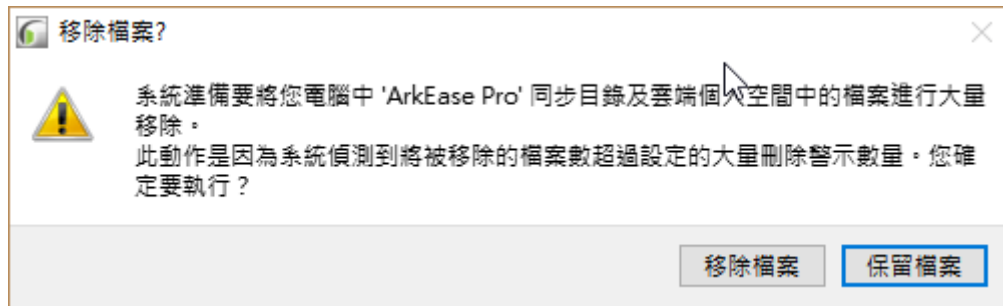 移除檔案?
系統準備要將您電腦中 'ArkEase Pro' 同步目錄及雲端個人空間中的檔案進行大量
移除。
此動作是因為系統偵測到將被移除的檔案數超過設定的大量刪除警示數量。您確
定要執行？
移除檔案
保留檔案